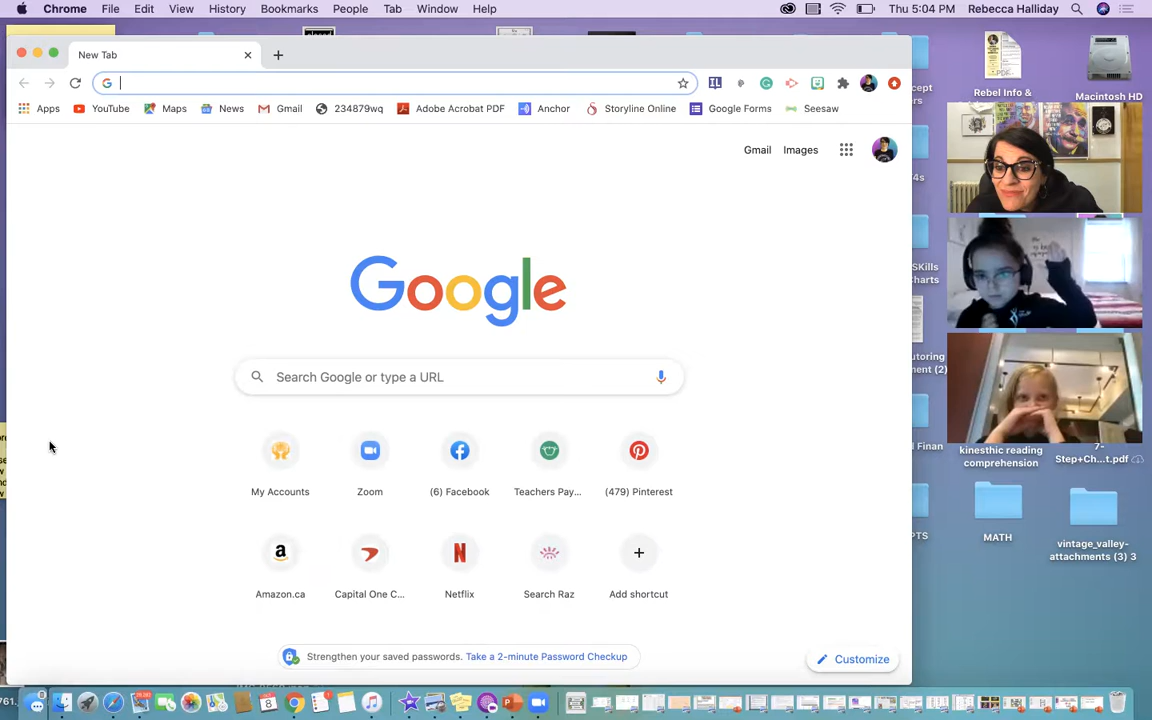 Chrome File Edit View History Bookmarks People Tab Window Help Thu 5:04 PM Rebecca Halliday
New Tab
Apps YouTube Maps News Gmail 234879wq Adobe Acrobat PDF Anchor Storyline Online Google Forms Seesaw
Gmail Images
Google
Search Google or type a URL
My Accounts Zoom (6) Facebook Teachers Pay... (479) Pinterest
Amazon.ca Capital One C... Netflix Search Raz Add shortcut
Strengthen your saved passwords. Take a 2-minute Password Checkup
Customize
PDF
Rebel Info & Macintosh HD
SKills
kinesthic reading
comprehension
7-
Step+Ch...t.pdf
MATH
vintage_valley-
attachments (3) 3